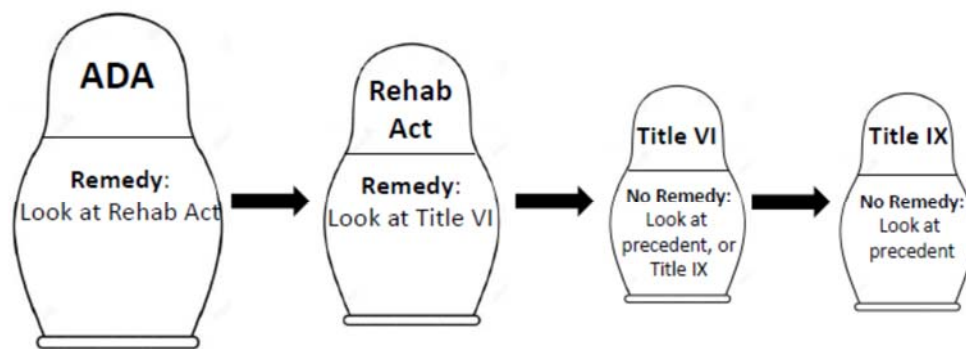 ADA
Remedy:
Look at Rehab Act
Rehab
Act
Remedy:
Look at Title VI
Title VI
No Remedy:
Look at
precedent, or
Title IX
Title IX
No Remedy:
Look at
precedent